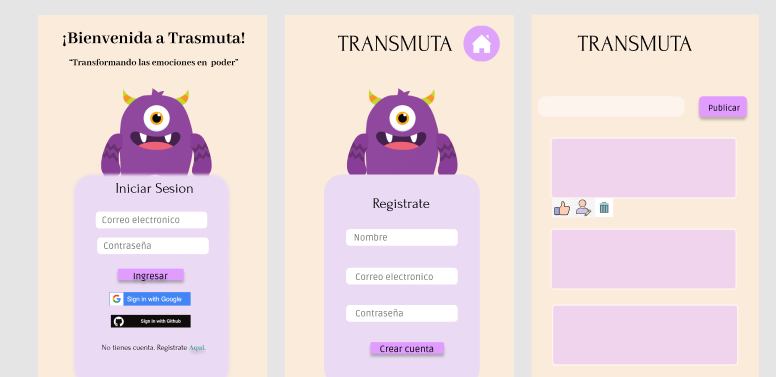 ¡Bienvenida a Trasmuta!
“Transformando las emociones en poder”
Iniciar Sesion
Correo electronico
Contraseña
Ingresar
Sign in with Google
Sign in with Github
No tienes cuenta. Registrate Aquí.
TRANSMUTA
Registrate
Nombre
Correo electronico
Contraseña
Crear cuenta
TRANSMUTA
Publicar